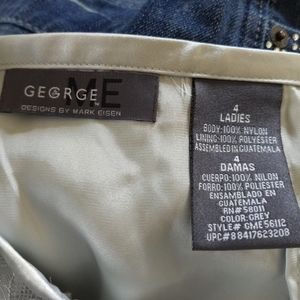 ME
GEORGE
DESIGNS BY MARK EISEN
4
LADIES
BODY: 100% NYLON
LINING: 100% POLYESTER
ASSEMBLED IN GUATEMALA
4
DAMAS
CUERPO: 100% NILON
FORRO: 100% POLIESTER
ENSAMBLADO EN
GUATEMALA
RN# 58011
COLOR: GREY
STYLE# GME56112
UPC# 88417623208